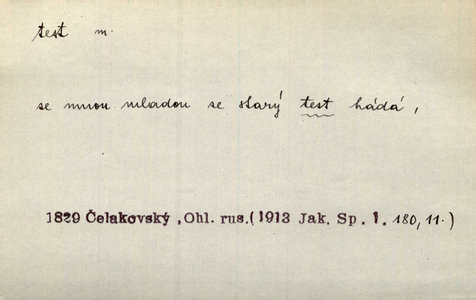 test m.
se mnou mladou se starý test hádá,
1829 Čelakovský, Ohl. rus.(1913 Jak. Sp. 1. 180, 11.)